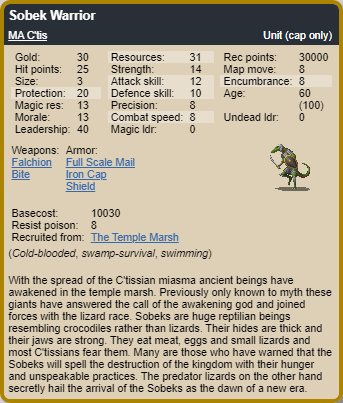 Sobek Warrior
MA C'tis Unit (cap only)
Gold: 30 Resources: 31 Rec points: 30000
Hit points: 25 Strength: 14 Map move: 8
Size: 3 Attack skill: 12 Encumbrance: 8
Protection: 20 Defence skill: 10 Age: 60
Magic res: 13 Precision: 8 (100)
Morale: 13 Combat speed: 8 Undead ldr: 0
Leadership: 40 Magic ldr: 0
Weapons: Armor:
Falchion Full Scale Mail
Bite Iron Cap
Shield
Basecost: 10030
Resist poison: 8
Recruited from: The Temple Marsh
(Cold-blooded, swamp-survival, swimming)
With the spread of the C'tissian miasma ancient beings have
awakened in the temple marsh. Previously only known to myth these
giants have answered the call of the awakening god and joined
forces with the lizard race. Sobeks are huge reptilian beings
resembling crocodiles rather than lizards. Their hides are thick and
their jaws are strong. They eat meat, eggs and small lizards and
most C'tissians fear them. Many are those who have warned that the
Sobeks will spell the destruction of the kingdom with their hunger
and unspeakable practices. The predator lizards on the other hand
secretly hail the arrival of the Sobeks as the dawn of a new era.